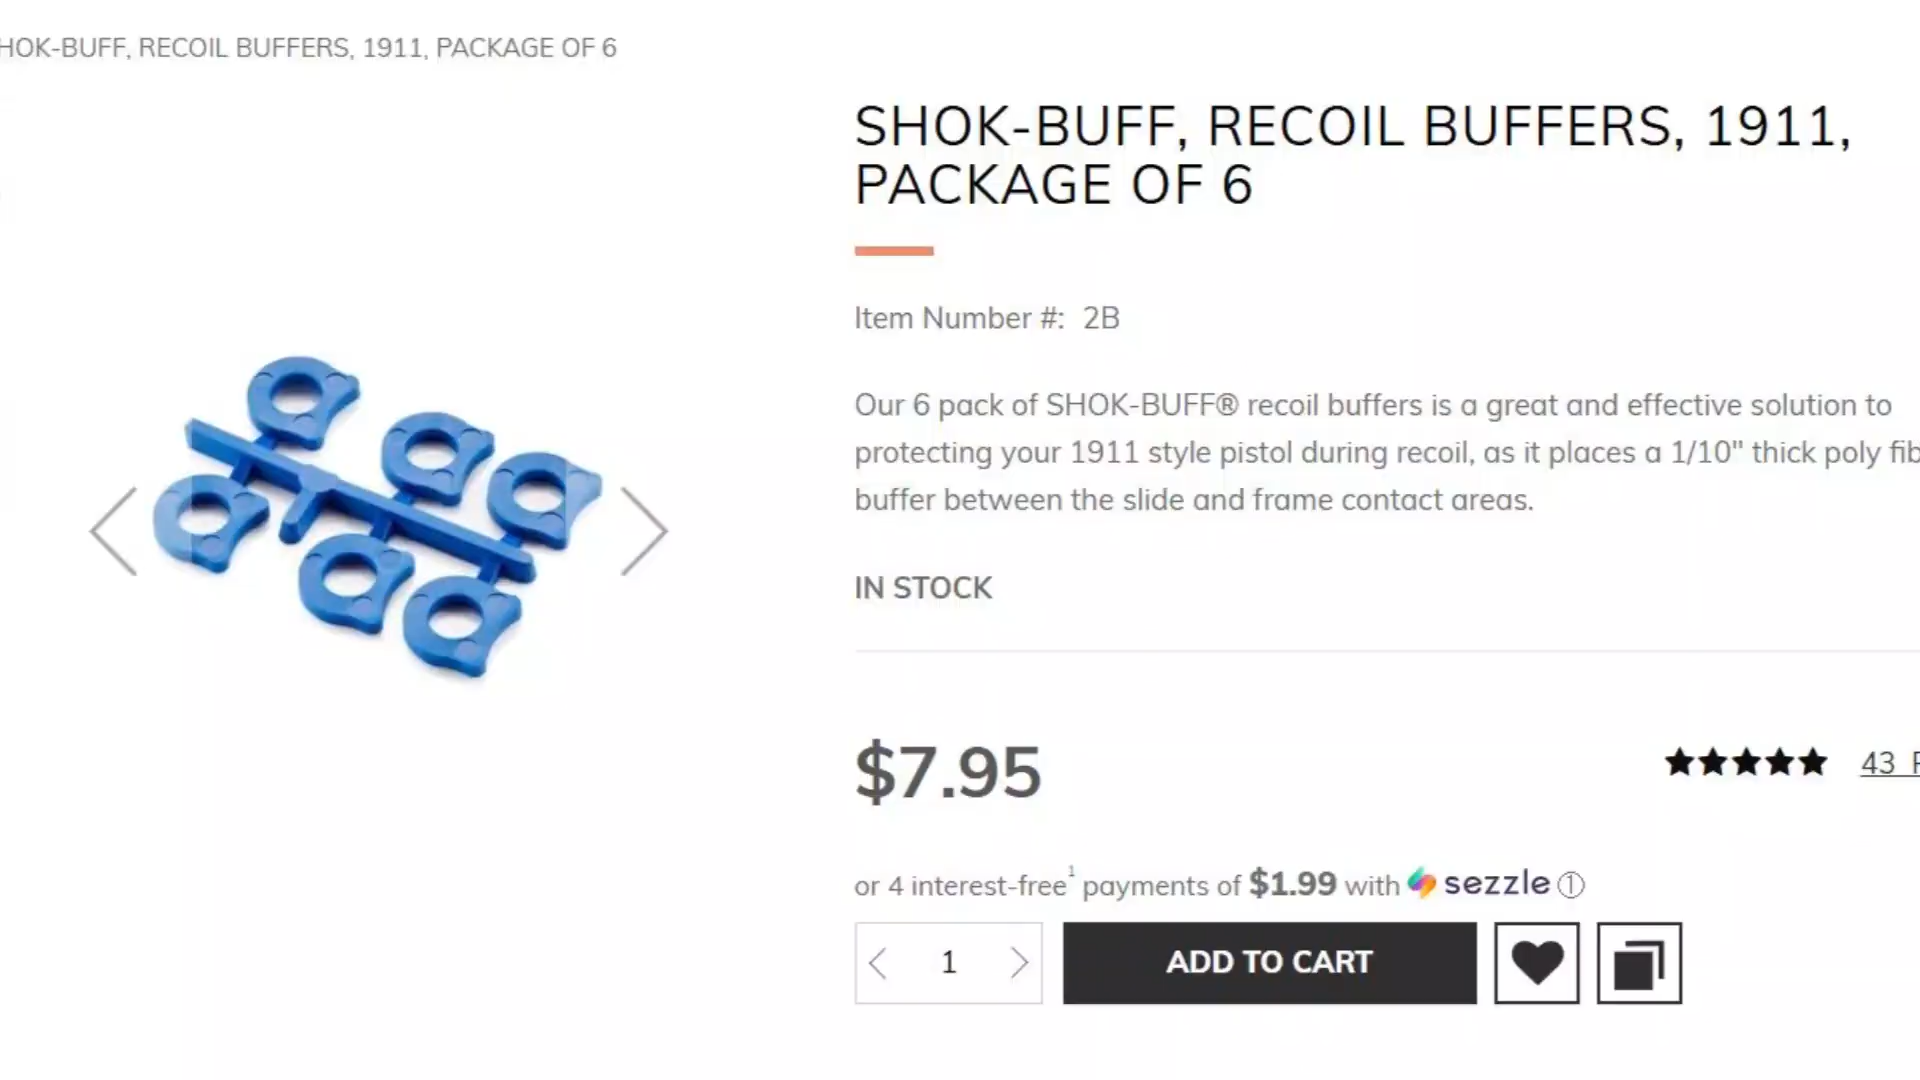 HOK-BUFF, RECOIL BUFFERS, 1911, PACKAGE OF 6
SHOK-BUFF, RECOIL BUFFERS, 1911,
PACKAGE OF 6
Item Number #: 2B
Our 6 pack of SHOK-BUFF® recoil buffers is a great and effective solution to
protecting your 1911 style pistol during recoil, as it places a 1/10" thick poly fib
buffer between the slide and frame contact areas.
IN STOCK
$7.95
43
or 4 interest-free¹ payments of $1.99 with sezzle
1
ADD TO CART